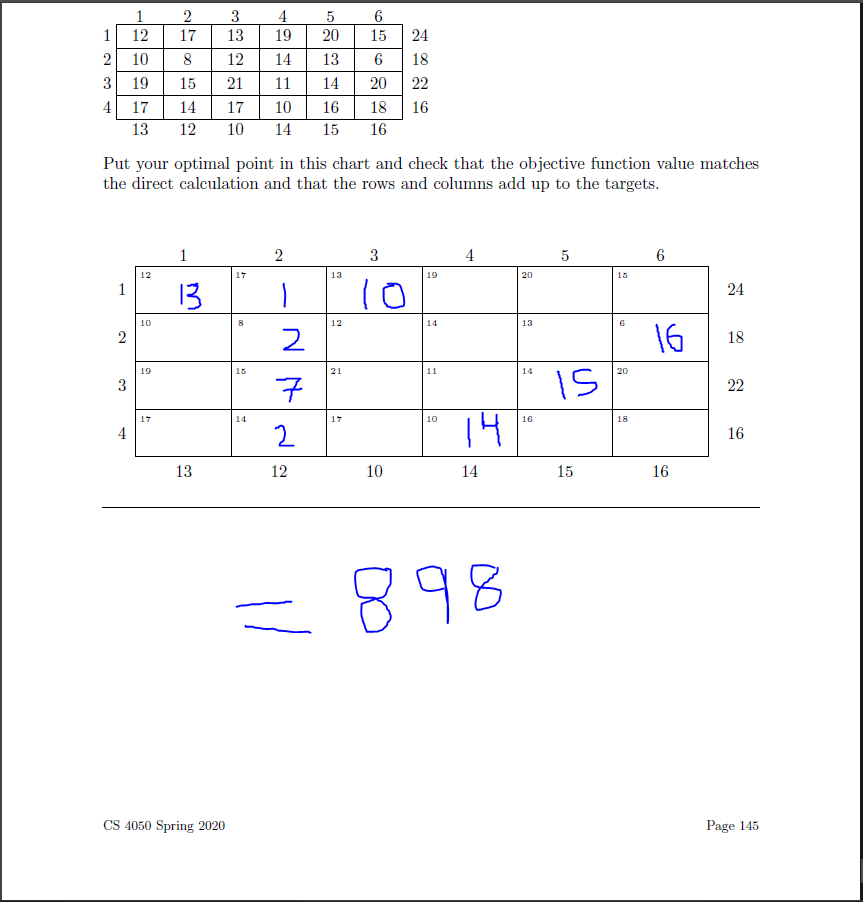 1 2 3 4 5 6
1 12 17 13 19 20 15 24
2 10 8 12 14 13 6 18
3 19 15 21 11 14 20 22
4 17 14 17 10 16 18 16
13 12 10 14 15 16
Put your optimal point in this chart and check that the objective function value matches
the direct calculation and that the rows and columns add up to the targets.
1 2 3 4 5 6
12 17 13 19 20 15
1 13 1 10 24
10 8 12 14 13 6
2 2 16 18
19 15 21 11 14 20
3 7 15 22
17 14 17 10 16 18
4 2 14 16
13 12 10 14 15 16
= 898
CS 4050 Spring 2020 Page 145